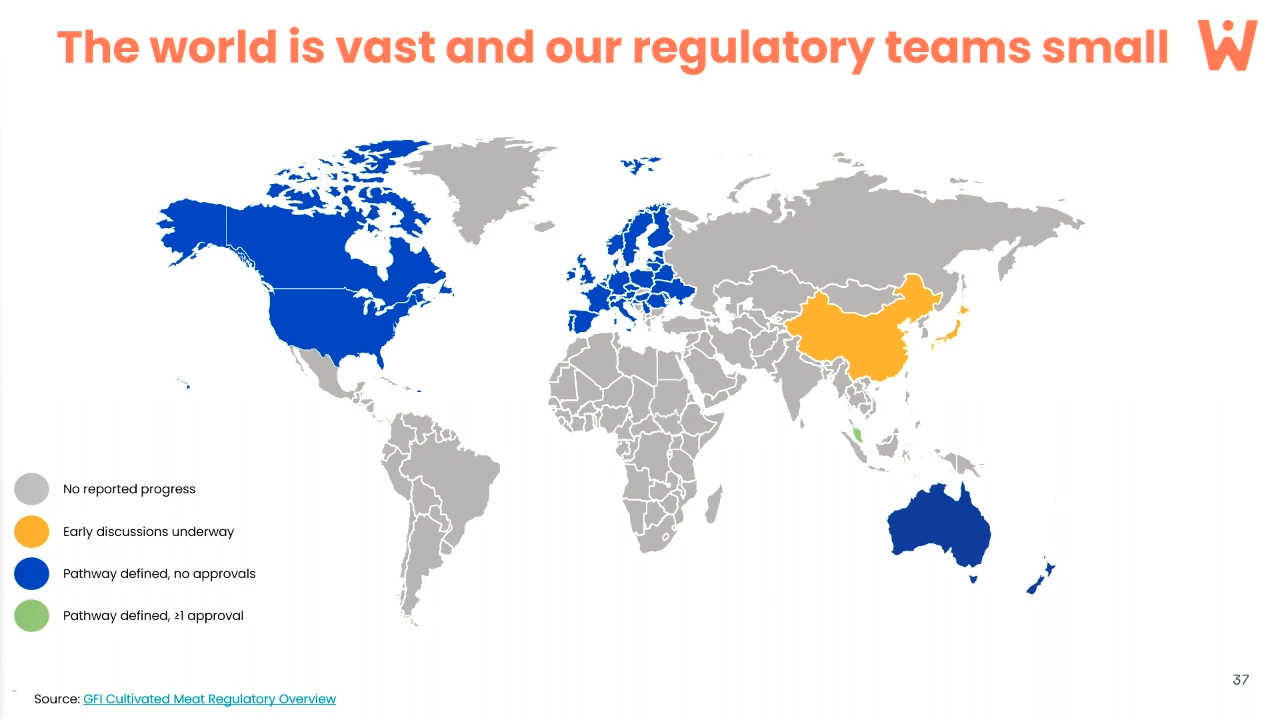 The world is vast and our regulatory teams small
No reported progress
Early discussions underway
Pathway defined, no approvals
Pathway defined, ≥1 approval
37
Source: GFI Cultivated Meat Regulatory Overview